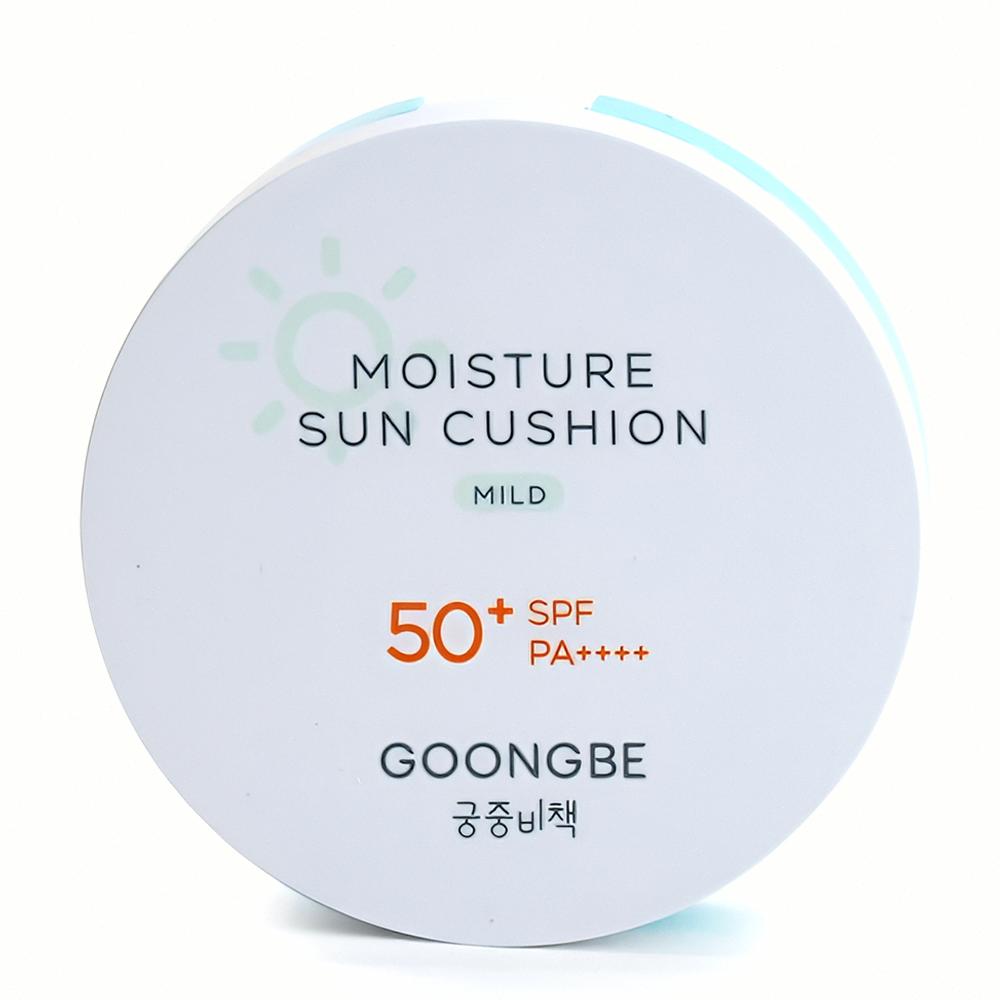 MOISTURE
SUN CUSHION
MILD
50+ SPF
PA++++
GOONGBE
궁중비책